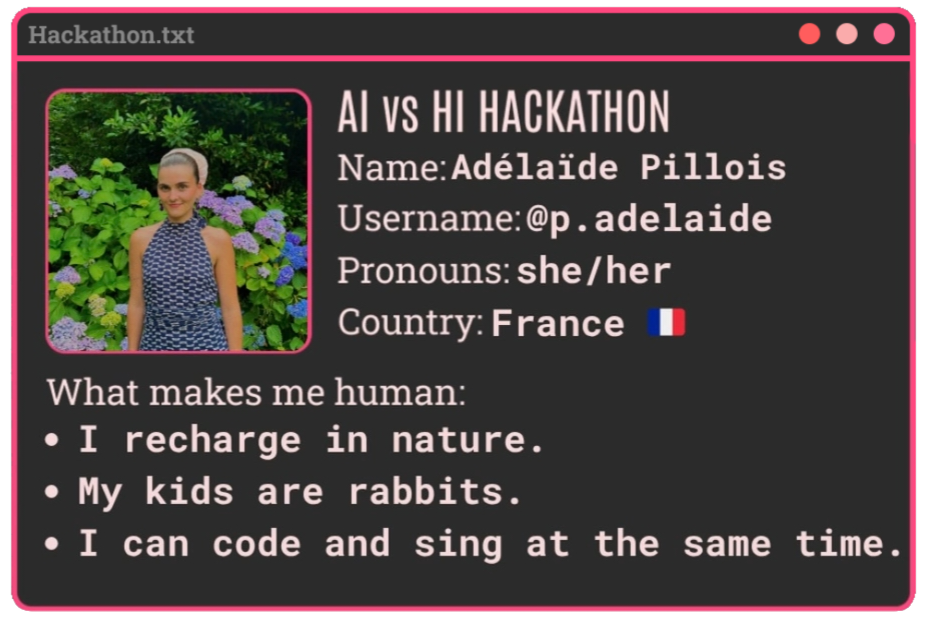 Hackathon.txt
AI vs HI HACKATHON
Name: Adélaïde Pillois
Username: @p.adelaide
Pronouns: she/her
Country: France 🇫🇷
What makes me human:
• I recharge in nature.
• My kids are rabbits.
• I can code and sing at the same time.